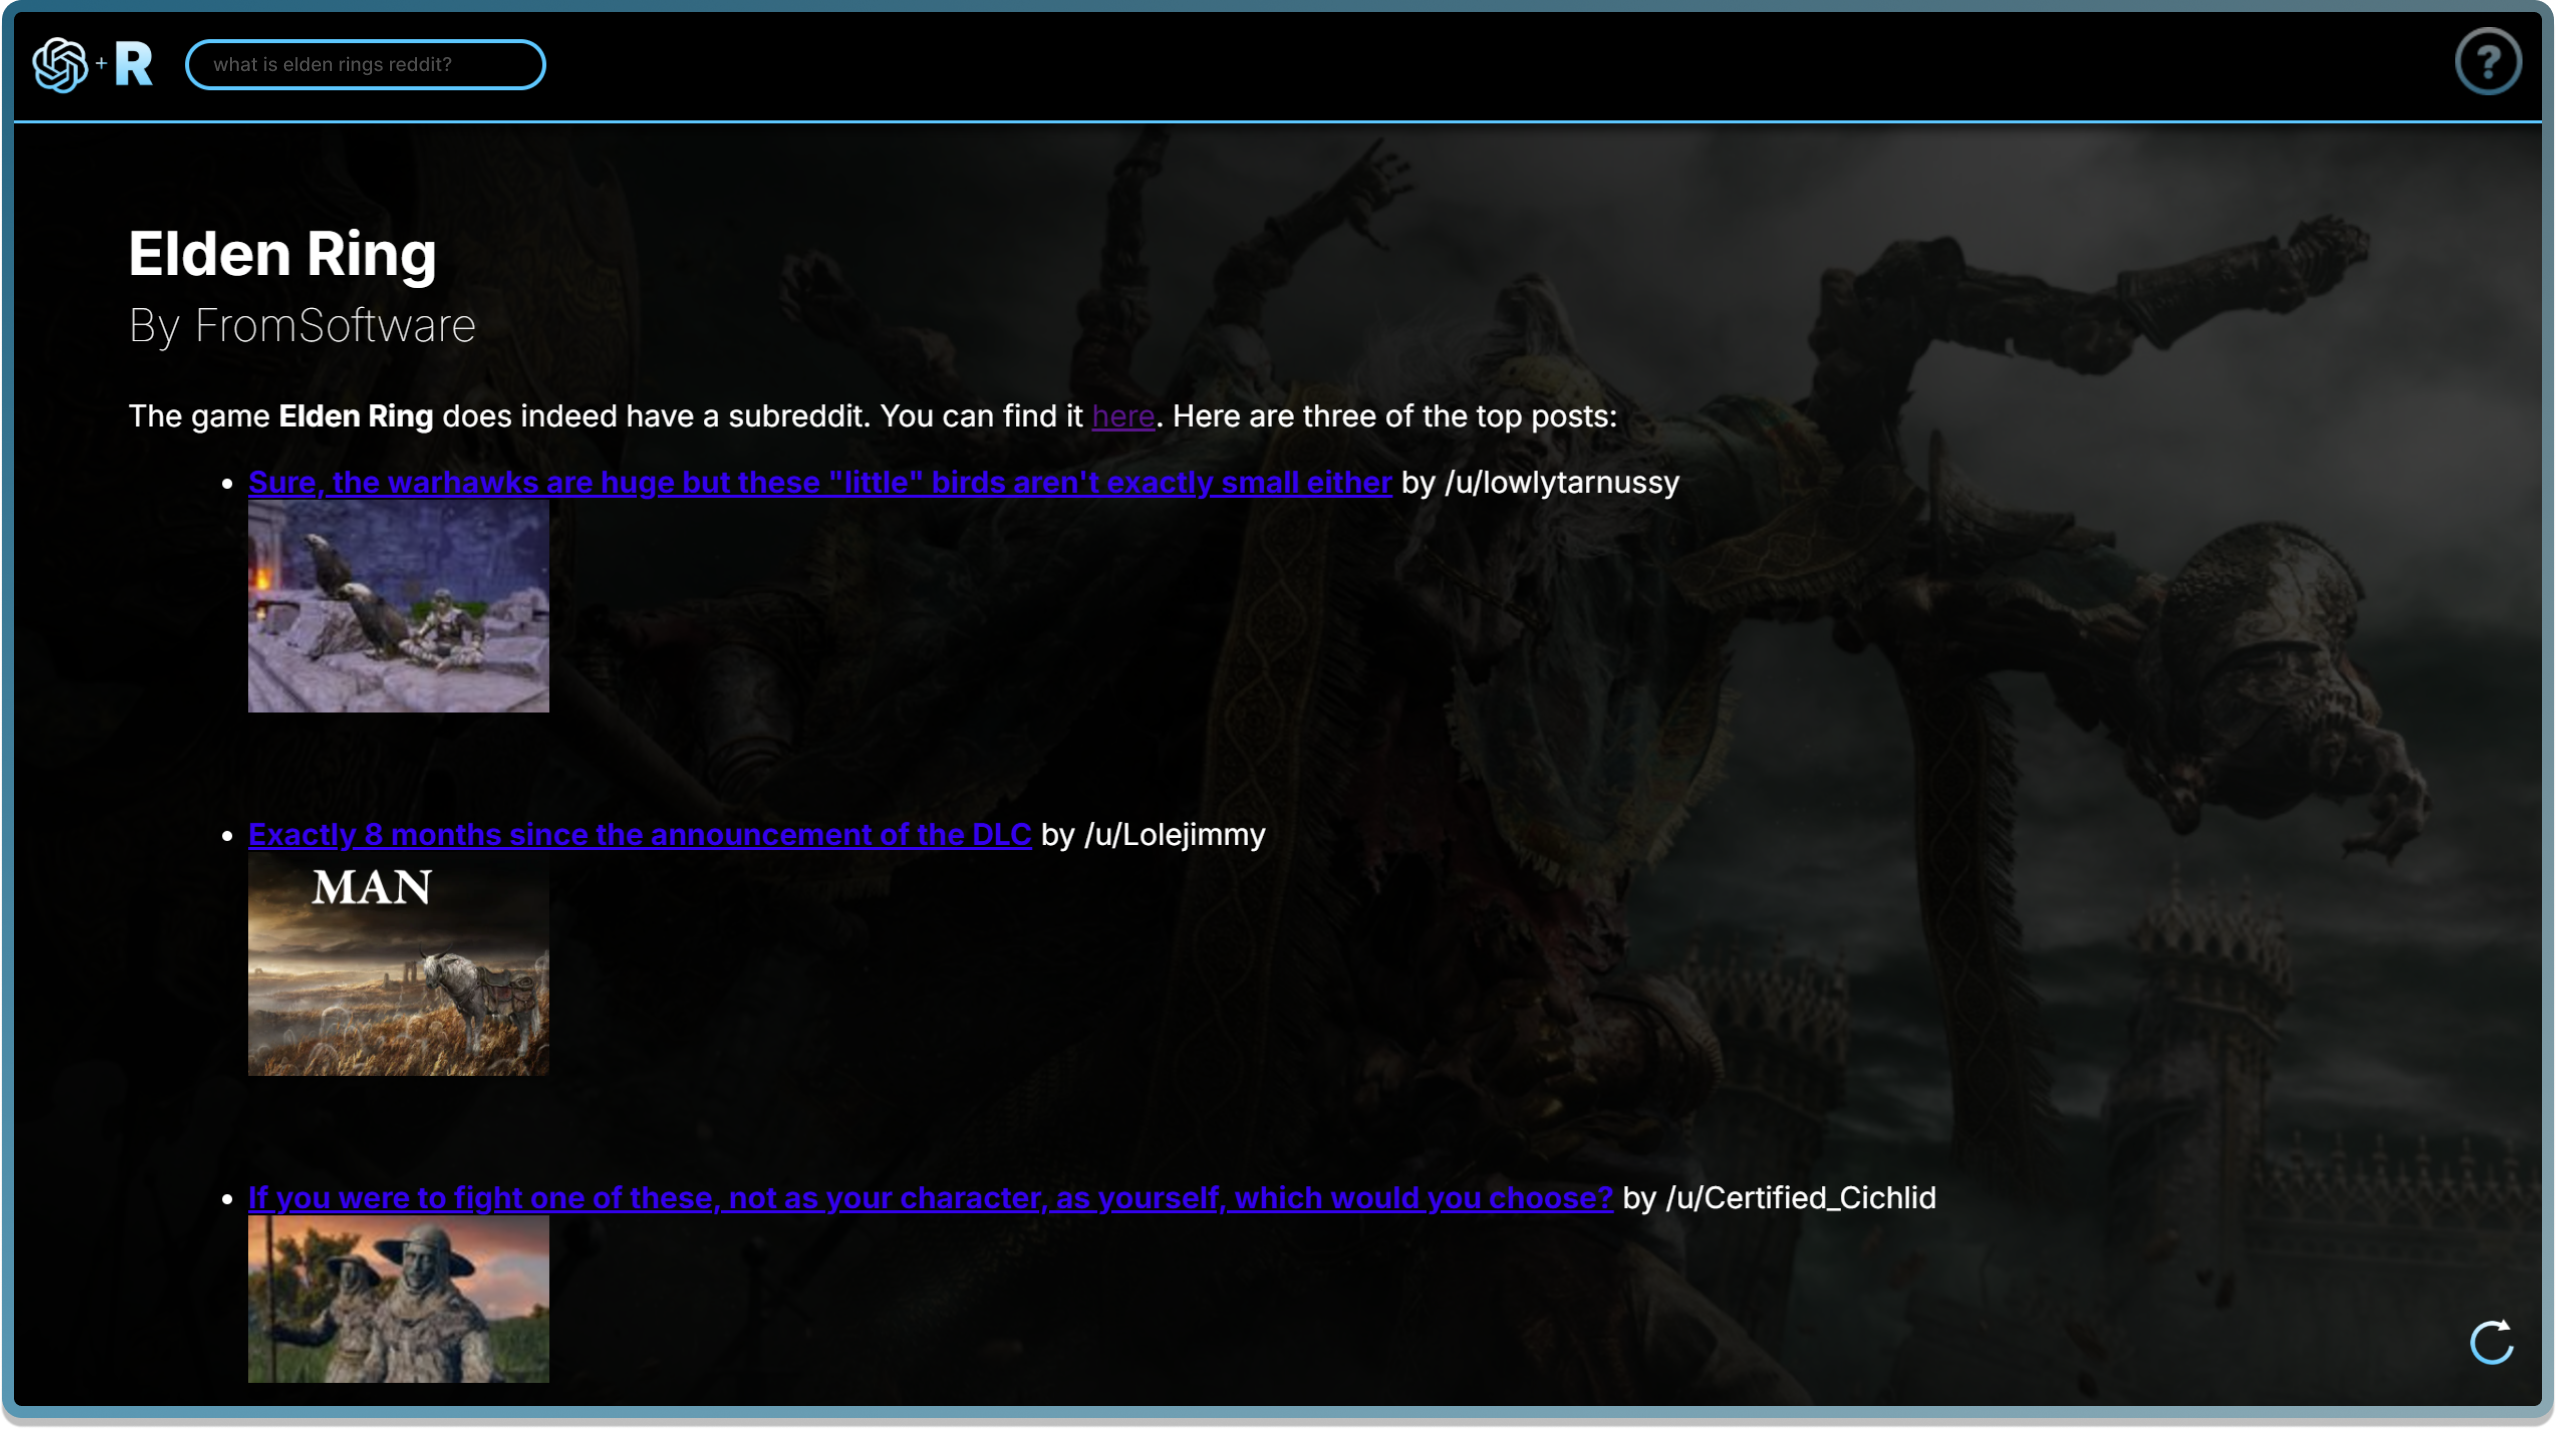 + R
what is elden rings reddit?
?
Elden Ring
By FromSoftware
The game Elden Ring does indeed have a subreddit. You can find it here. Here are three of the top posts:
Sure, the warhawks are huge but these "little" birds aren't exactly small either by /u/lowlytarnussy
Exactly 8 months since the announcement of the DLC by /u/Lolejimmy
MAN
If you were to fight one of these, not as your character, as yourself, which would you choose? by /u/Certified_Cichlid